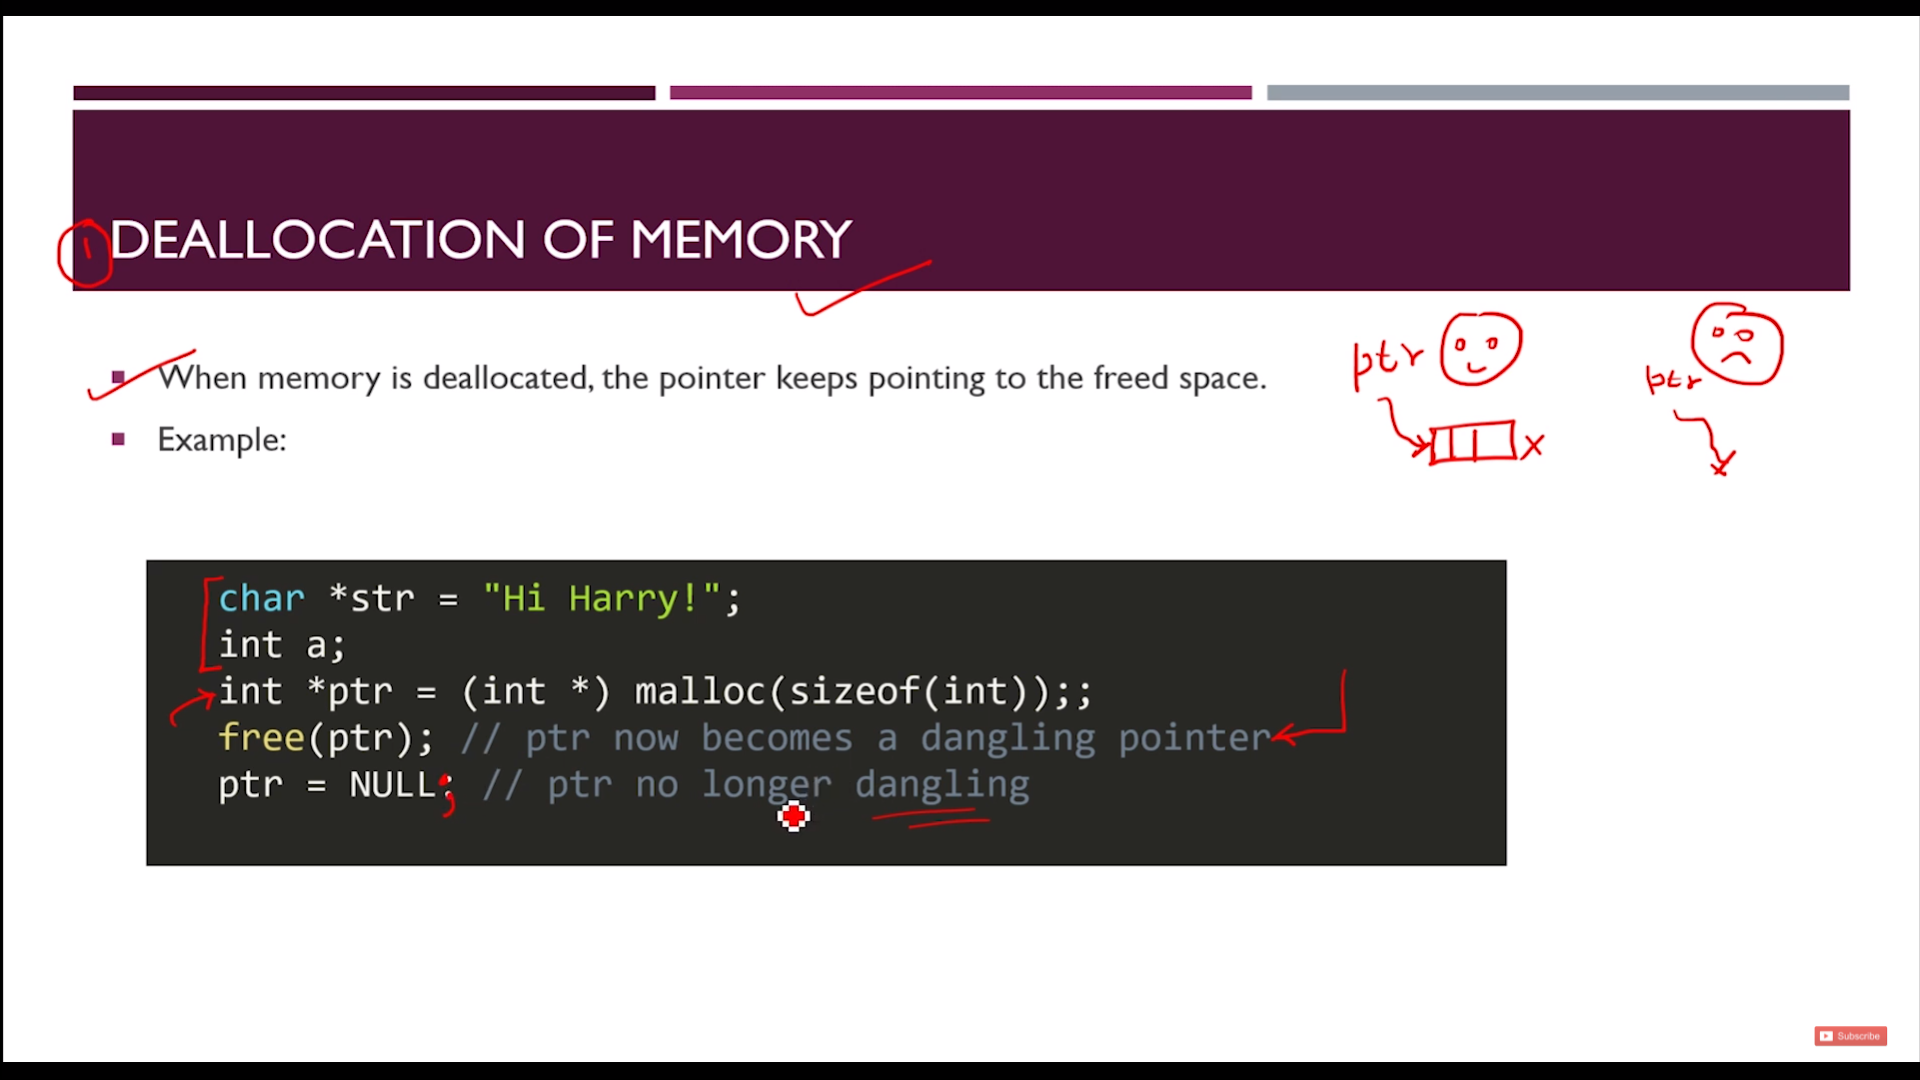 1 DEALLOCATION OF MEMORY
When memory is deallocated, the pointer keeps pointing to the freed space.
Example:
ptr
ptr
x
char *str = "Hi Harry!";
int a;
int *ptr = (int *) malloc(sizeof(int));;
free(ptr); // ptr now becomes a dangling pointer
ptr = NULL; // ptr no longer dangling
Subscribe